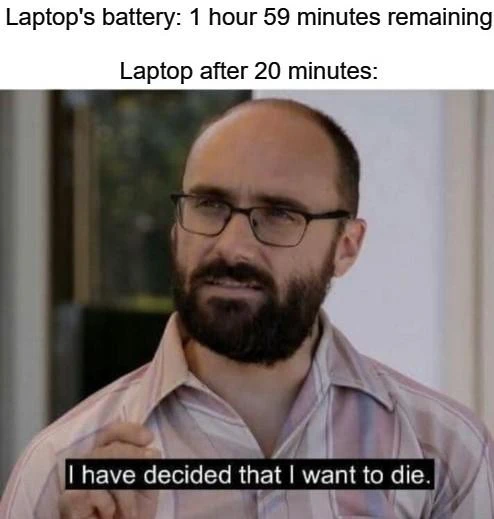 Laptop's battery: 1 hour 59 minutes remaining
Laptop after 20 minutes:
I have decided that I want to die.